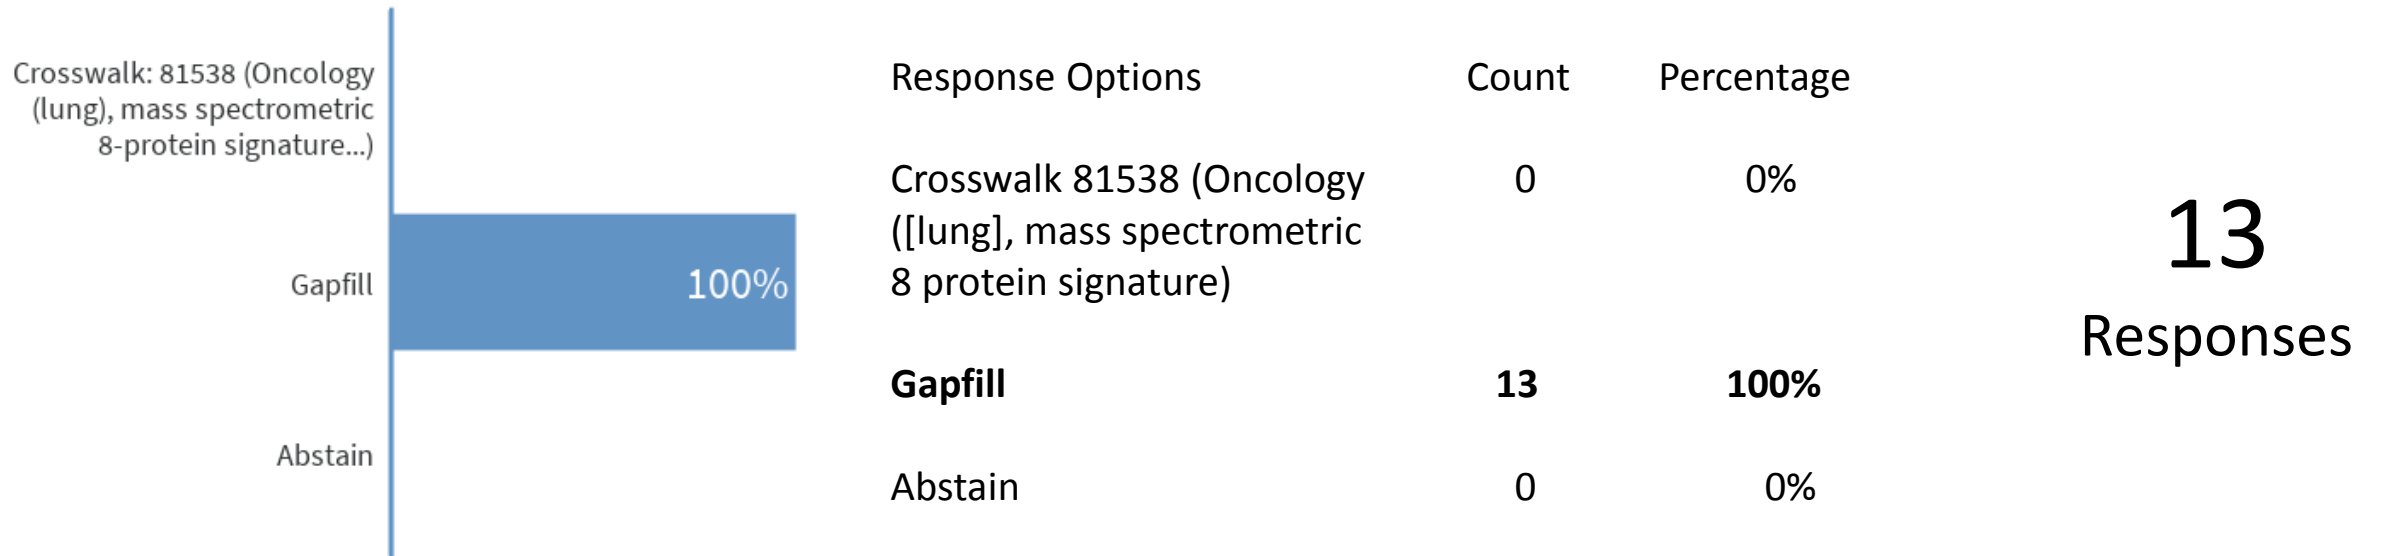 Crosswalk: 81538 (Oncology
(lung), mass spectrometric
8-protein signature...)
Gapfill
100%
Abstain
Response Options Count Percentage
Crosswalk 81538 (Oncology 0 0%
([lung], mass spectrometric
8 protein signature)
Gapfill 13 100%
Abstain 0 0%
13
Responses